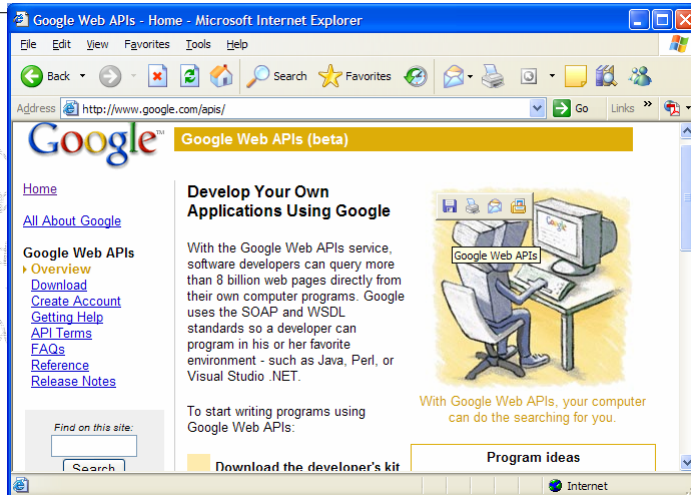 Google Web APIs - Home - Microsoft Internet Explorer
File Edit View Favorites Tools Help
Back Search Favorites
Address http://www.google.com/apis/ Go Links »
Google™ Google Web APIs (beta)
Home
All About Google
Google Web APIs
Overview
Download
Create Account
Getting Help
API Terms
FAQs
Reference
Release Notes
Find on this site:
Search
Develop Your Own
Applications Using Google
With the Google Web APIs service,
software developers can query more
than 8 billion web pages directly from
their own computer programs. Google
uses the SOAP and WSDL
standards so a developer can
program in his or her favorite
environment - such as Java, Perl, or
Visual Studio .NET.
To start writing programs using
Google Web APIs:
Download the developer's kit
Google
Google Web APIs
With Google Web APIs, your computer
can do the searching for you.
Program ideas
Internet